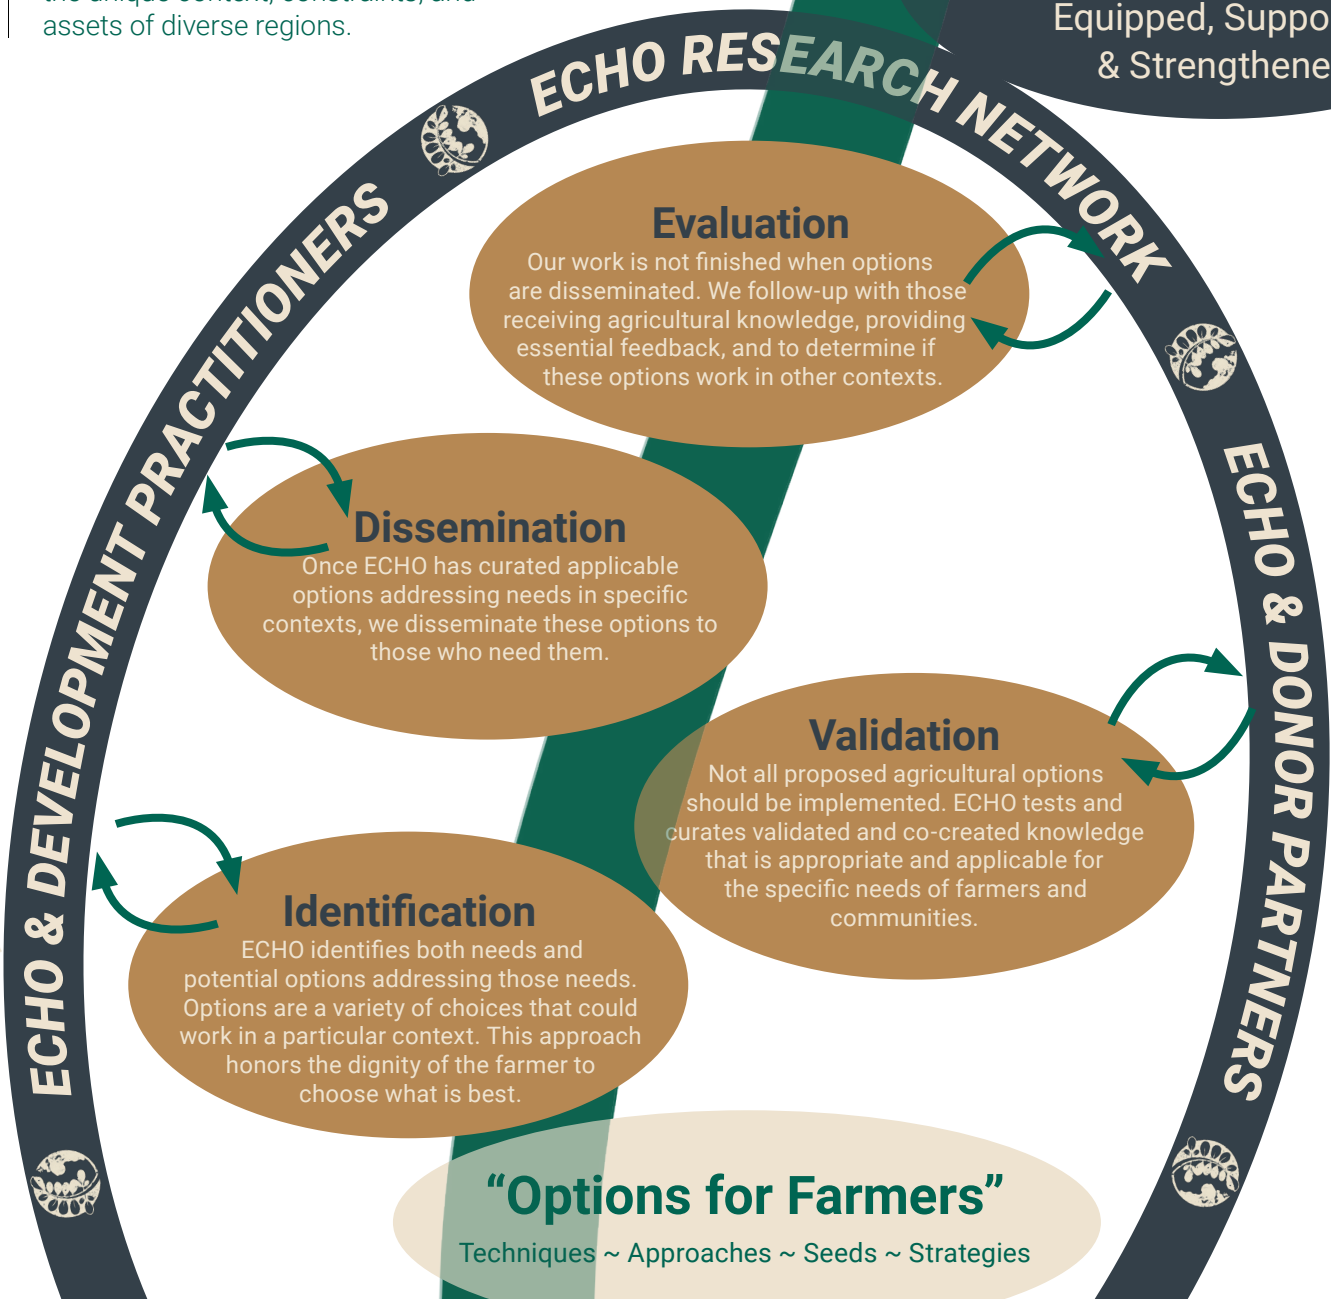 assets of diverse regions.
Equipped, Suppo
& Strengthene
ECHO RESEARCH NETWORK
ECHO & DEVELOPMENT PRACTITIONERS
ECHO & DONOR PARTNERS
Evaluation
Our work is not finished when options
are disseminated. We follow-up with those
receiving agricultural knowledge, providing
essential feedback, and to determine if
these options work in other contexts.
Dissemination
Once ECHO has curated applicable
options addressing needs in specific
contexts, we disseminate these options to
those who need them.
Validation
Not all proposed agricultural options
should be implemented. ECHO tests and
curates validated and co-created knowledge
that is appropriate and applicable for
the specific needs of farmers and
communities.
Identification
ECHO identifies both needs and
potential options addressing those needs.
Options are a variety of choices that could
work in a particular context. This approach
honors the dignity of the farmer to
choose what is best.
“Options for Farmers”
Techniques ~ Approaches ~ Seeds ~ Strategies